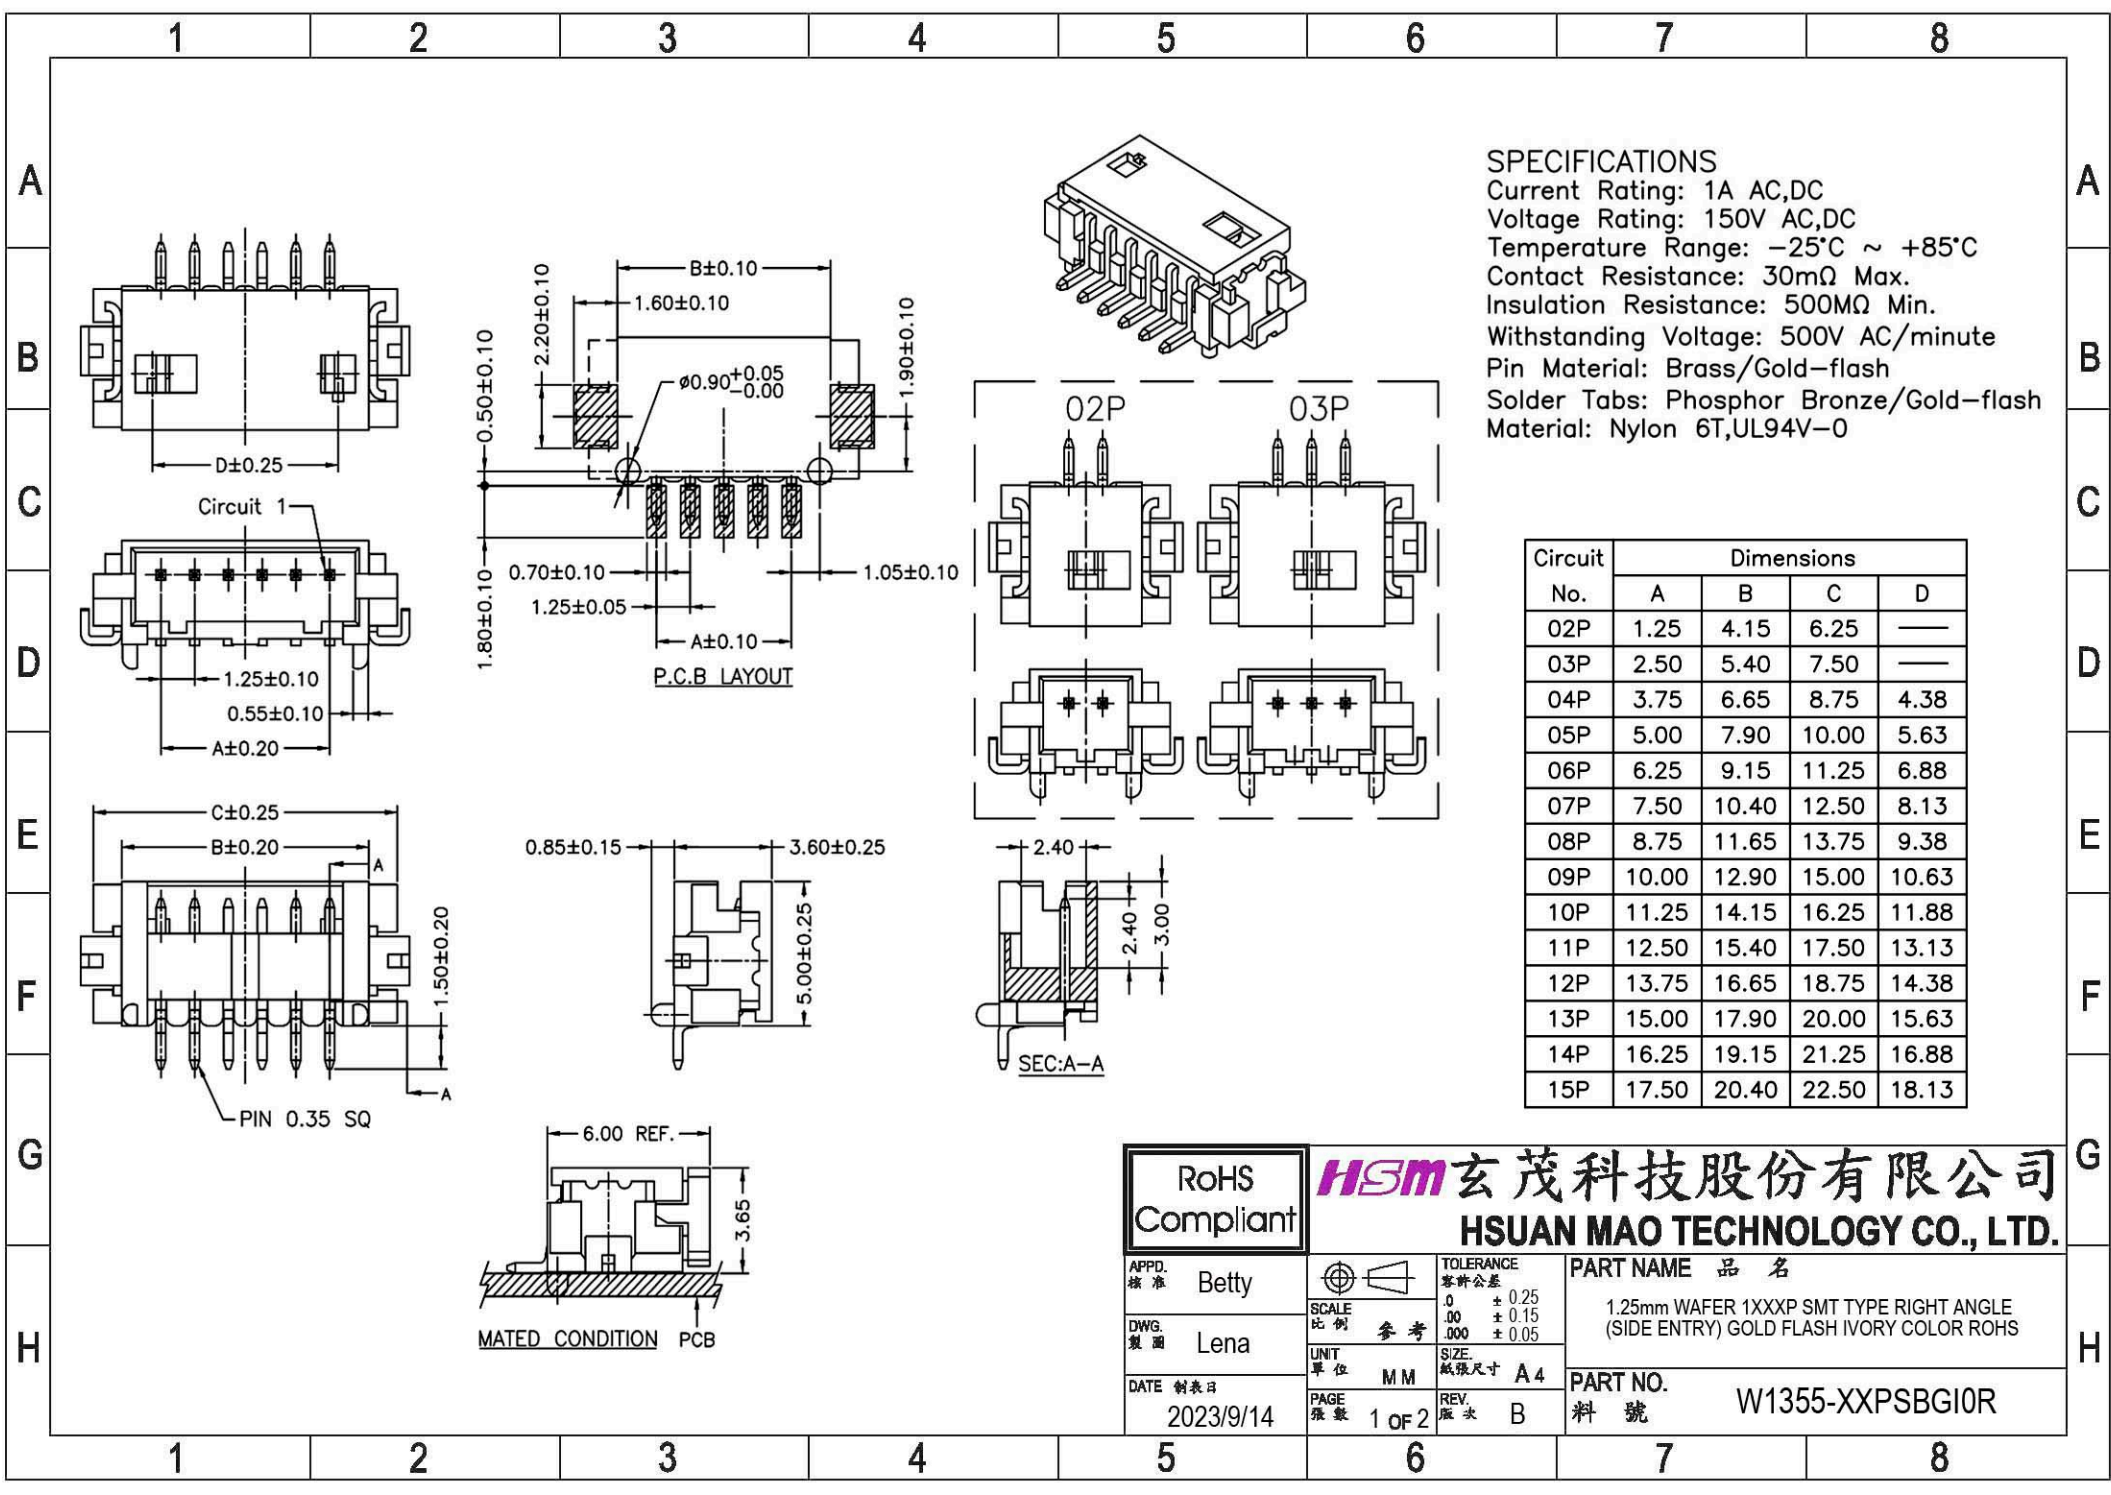 1 2 3 4 5 6 7 8
A A
B B
C C
D D
E E
F F
G G
H H
D±0.25
Circuit 1
1.25±0.10
0.55±0.10
A±0.20
C±0.25
B±0.20
A
1.50±0.20
A
PIN 0.35 SQ
B±0.10
1.60±0.10
2.20±0.10
0.50±0.10
ø0.90+0.05
-0.00
1.90±0.10
1.80±0.10
0.70±0.10
1.05±0.10
1.25±0.05
A±0.10
P.C.B LAYOUT
02P 03P
0.85±0.15
3.60±0.25
5.00±0.25
2.40
2.40
3.00
SEC:A-A
6.00 REF.
3.65
MATED CONDITION PCB
SPECIFICATIONS
Current Rating: 1A AC,DC
Voltage Rating: 150V AC,DC
Temperature Range: -25°C ~ +85°C
Contact Resistance: 30mΩ Max.
Insulation Resistance: 500MΩ Min.
Withstanding Voltage: 500V AC/minute
Pin Material: Brass/Gold-flash
Solder Tabs: Phosphor Bronze/Gold-flash
Material: Nylon 6T,UL94V-0
Circuit Dimensions
No. A B C D
02P 1.25 4.15 6.25 —
03P 2.50 5.40 7.50 —
04P 3.75 6.65 8.75 4.38
05P 5.00 7.90 10.00 5.63
06P 6.25 9.15 11.25 6.88
07P 7.50 10.40 12.50 8.13
08P 8.75 11.65 13.75 9.38
09P 10.00 12.90 15.00 10.63
10P 11.25 14.15 16.25 11.88
11P 12.50 15.40 17.50 13.13
12P 13.75 16.65 18.75 14.38
13P 15.00 17.90 20.00 15.63
14P 16.25 19.15 21.25 16.88
15P 17.50 20.40 22.50 18.13
RoHS
Compliant
HSM 玄茂科技股份有限公司
HSUAN MAO TECHNOLOGY CO., LTD.
APPD.
核准 Betty
DWG.
製圖 Lena
DATE 制表日
2023/9/14
SCALE
比例 參考
UNIT
單位 MM
PAGE
張數 1 OF 2
TOLERANCE
容許公差
.0 ± 0.25
.00 ± 0.15
.000 ± 0.05
SIZE.
紙張尺寸 A4
REV.
版次 B
PART NAME 品名
1.25mm WAFER 1XXXP SMT TYPE RIGHT ANGLE
(SIDE ENTRY) GOLD FLASH IVORY COLOR ROHS
PART NO.
料號 W1355-XXPSBGI0R
1 2 3 4 5 6 7 8